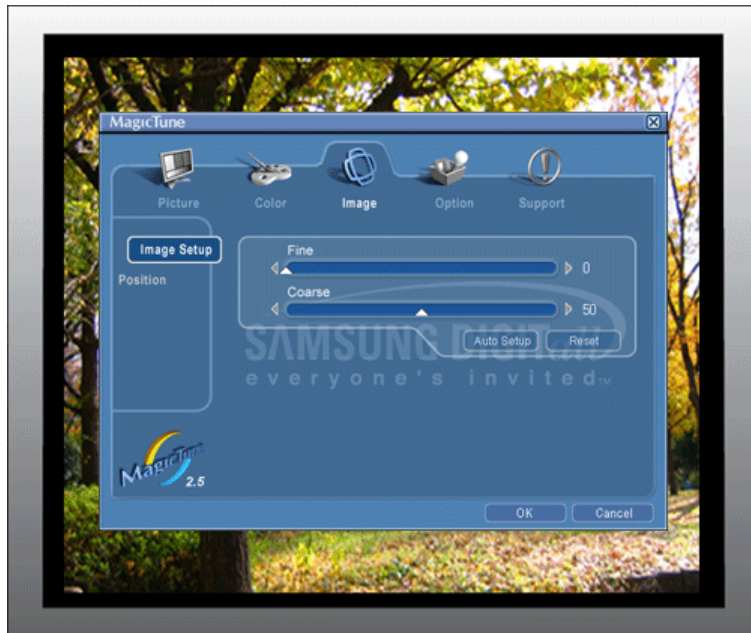 MagicTune
Picture
Color
Image
Option
Support
Image Setup
Position
Fine
0
Coarse
50
Auto Setup
Reset
SAMSUNG DIGITall
everyone's invited™
MagicTune
2.5
OK
Cancel